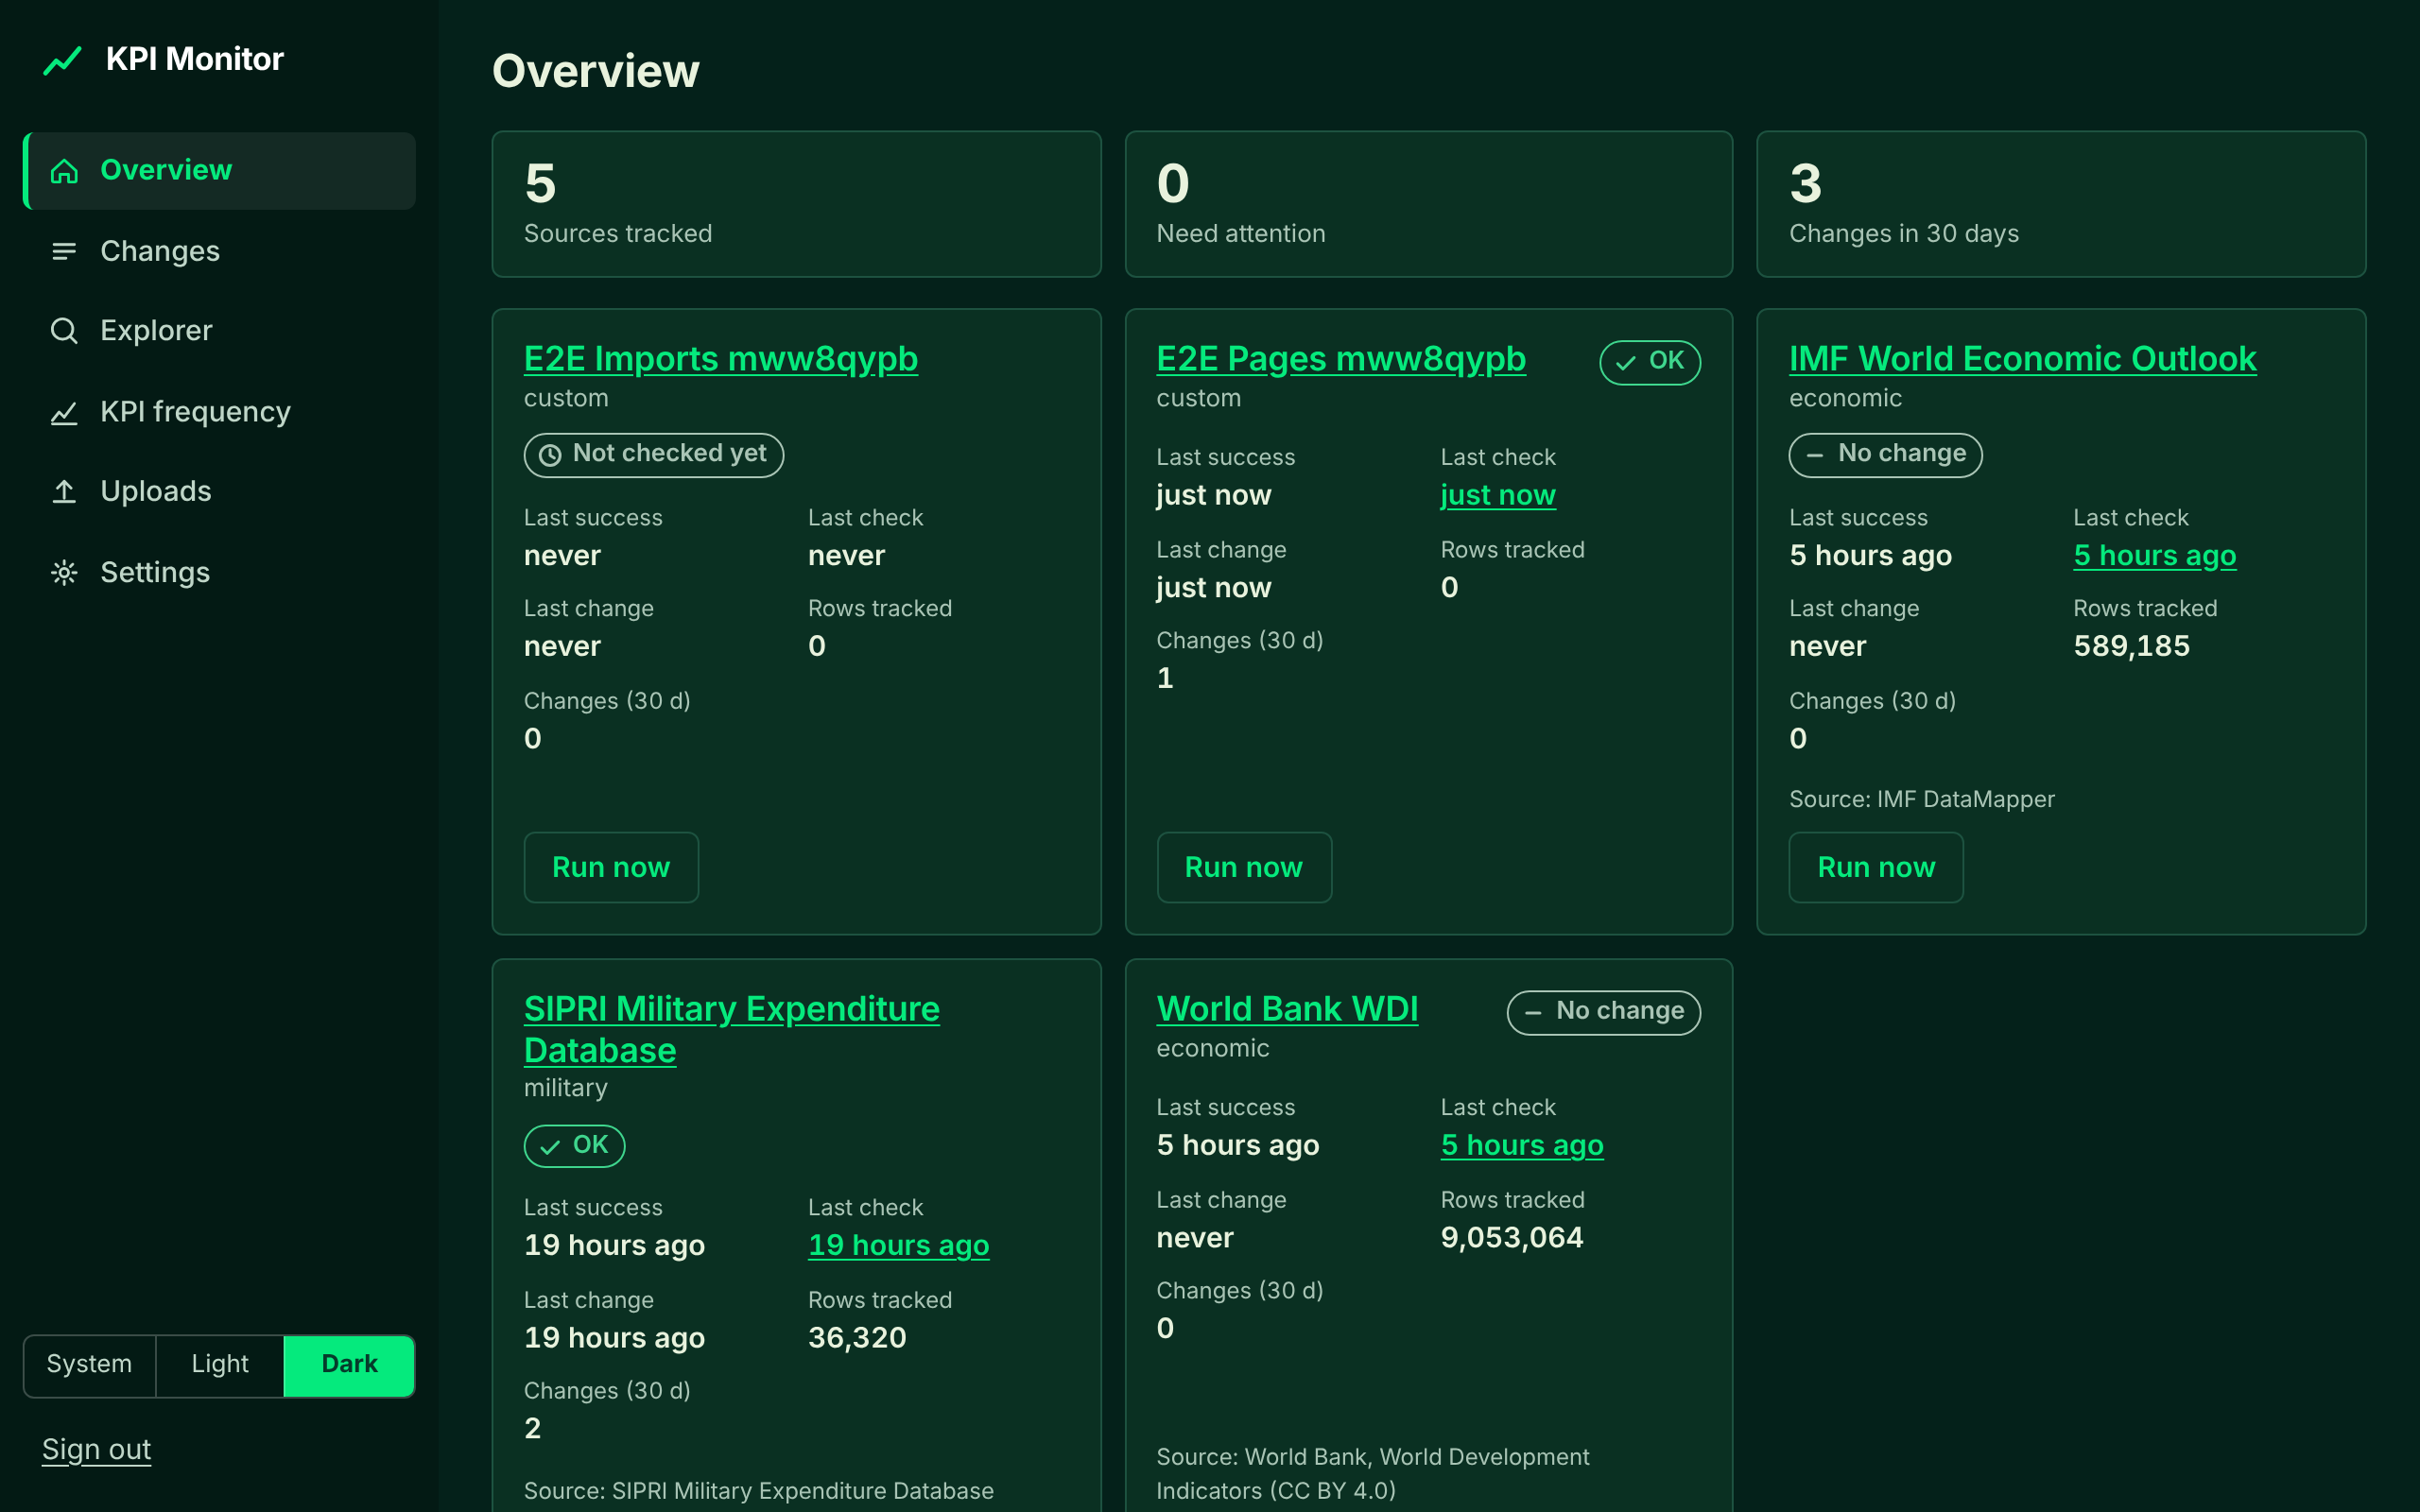 KPI Monitor
Overview
Changes
Explorer
KPI frequency
Uploads
Settings
System Light Dark
Sign out
Overview
5
Sources tracked
0
Need attention
3
Changes in 30 days
E2E Imports mww8qypb
custom
Not checked yet
Last success Last check
never never
Last change Rows tracked
never 0
Changes (30 d)
0
Run now
E2E Pages mww8qypb OK
custom
Last success Last check
just now just now
Last change Rows tracked
just now 0
Changes (30 d)
1
Run now
IMF World Economic Outlook
economic
No change
Last success Last check
5 hours ago 5 hours ago
Last change Rows tracked
never 589,185
Changes (30 d)
0
Source: IMF DataMapper
Run now
SIPRI Military Expenditure
Database
military
OK
Last success Last check
19 hours ago 19 hours ago
Last change Rows tracked
19 hours ago 36,320
Changes (30 d)
2
Source: SIPRI Military Expenditure Database
World Bank WDI No change
economic
Last success Last check
5 hours ago 5 hours ago
Last change Rows tracked
never 9,053,064
Changes (30 d)
0
Source: World Bank, World Development
Indicators (CC BY 4.0)